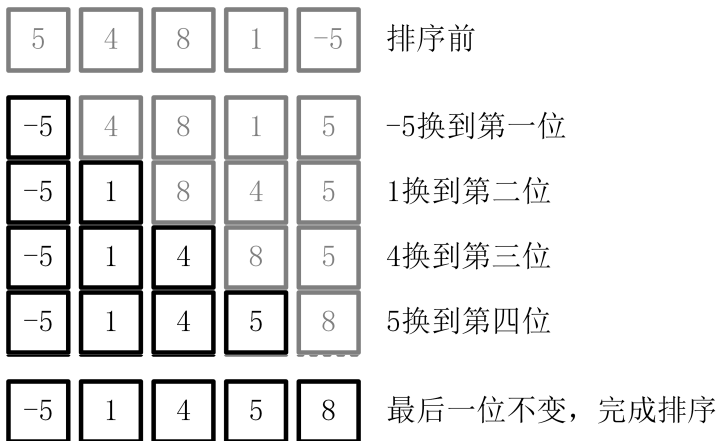 5 4 8 1 -5 排序前
-5 4 8 1 5 -5换到第一位
-5 1 8 4 5 1换到第二位
-5 1 4 8 5 4换到第三位
-5 1 4 5 8 5换到第四位
-5 1 4 5 8 最后一位不变，完成排序